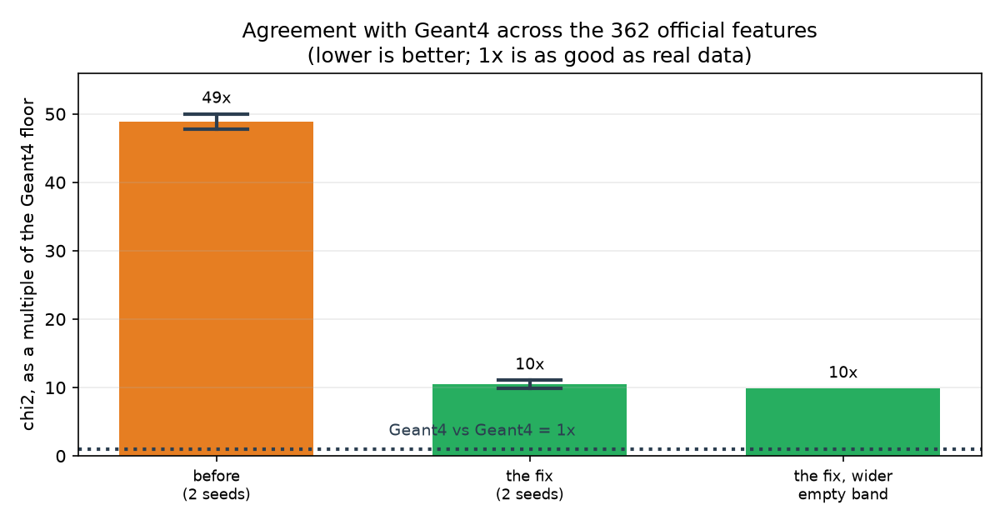 Agreement with Geant4 across the 362 official features
(lower is better; 1x is as good as real data)
chi2, as a multiple of the Geant4 floor
50
40
30
20
10
0
49x
10x
10x
Geant4 vs Geant4 = 1x
before
(2 seeds)
the fix
(2 seeds)
the fix, wider
empty band